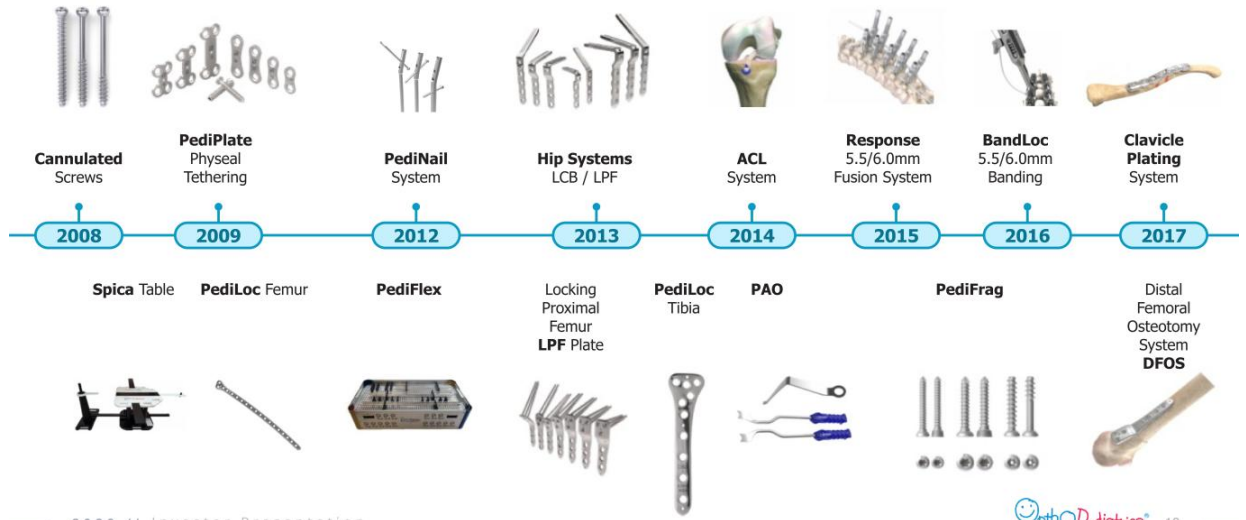 Cannulated
Screws
PediPlate
Physeal
Tethering
PediNail
System
Hip Systems
LCB / LPF
ACL
System
Response
5.5/6.0mm
Fusion System
BandLoc
5.5/6.0mm
Banding
Clavicle
Plating
System
2008
2009
2012
2013
2014
2015
2016
2017
Spica Table
PediLoc Femur
PediFlex
Locking
Proximal
Femur
LPF Plate
PediLoc
Tibia
PAO
PediFrag
Distal
Femoral
Osteotomy
System
DFOS